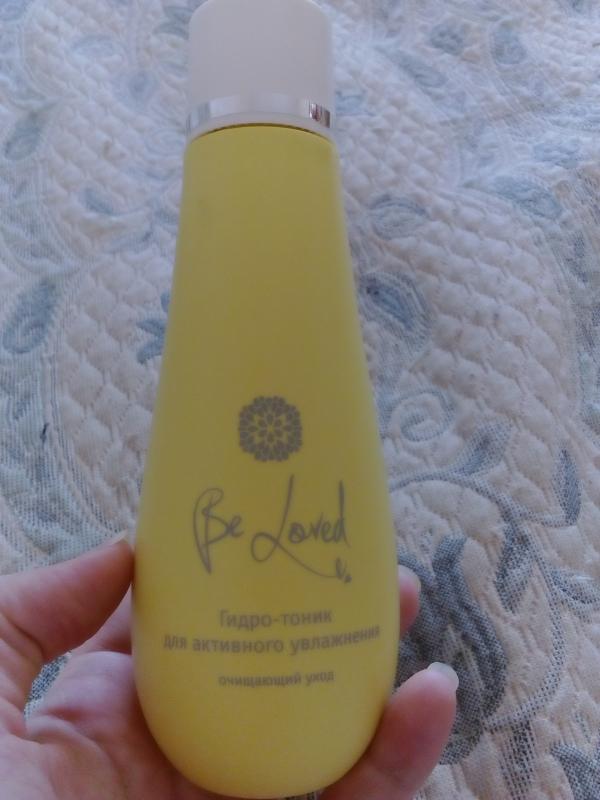 Be Loved
Гидро-тоник
для активного увлажнения
очищающий уход